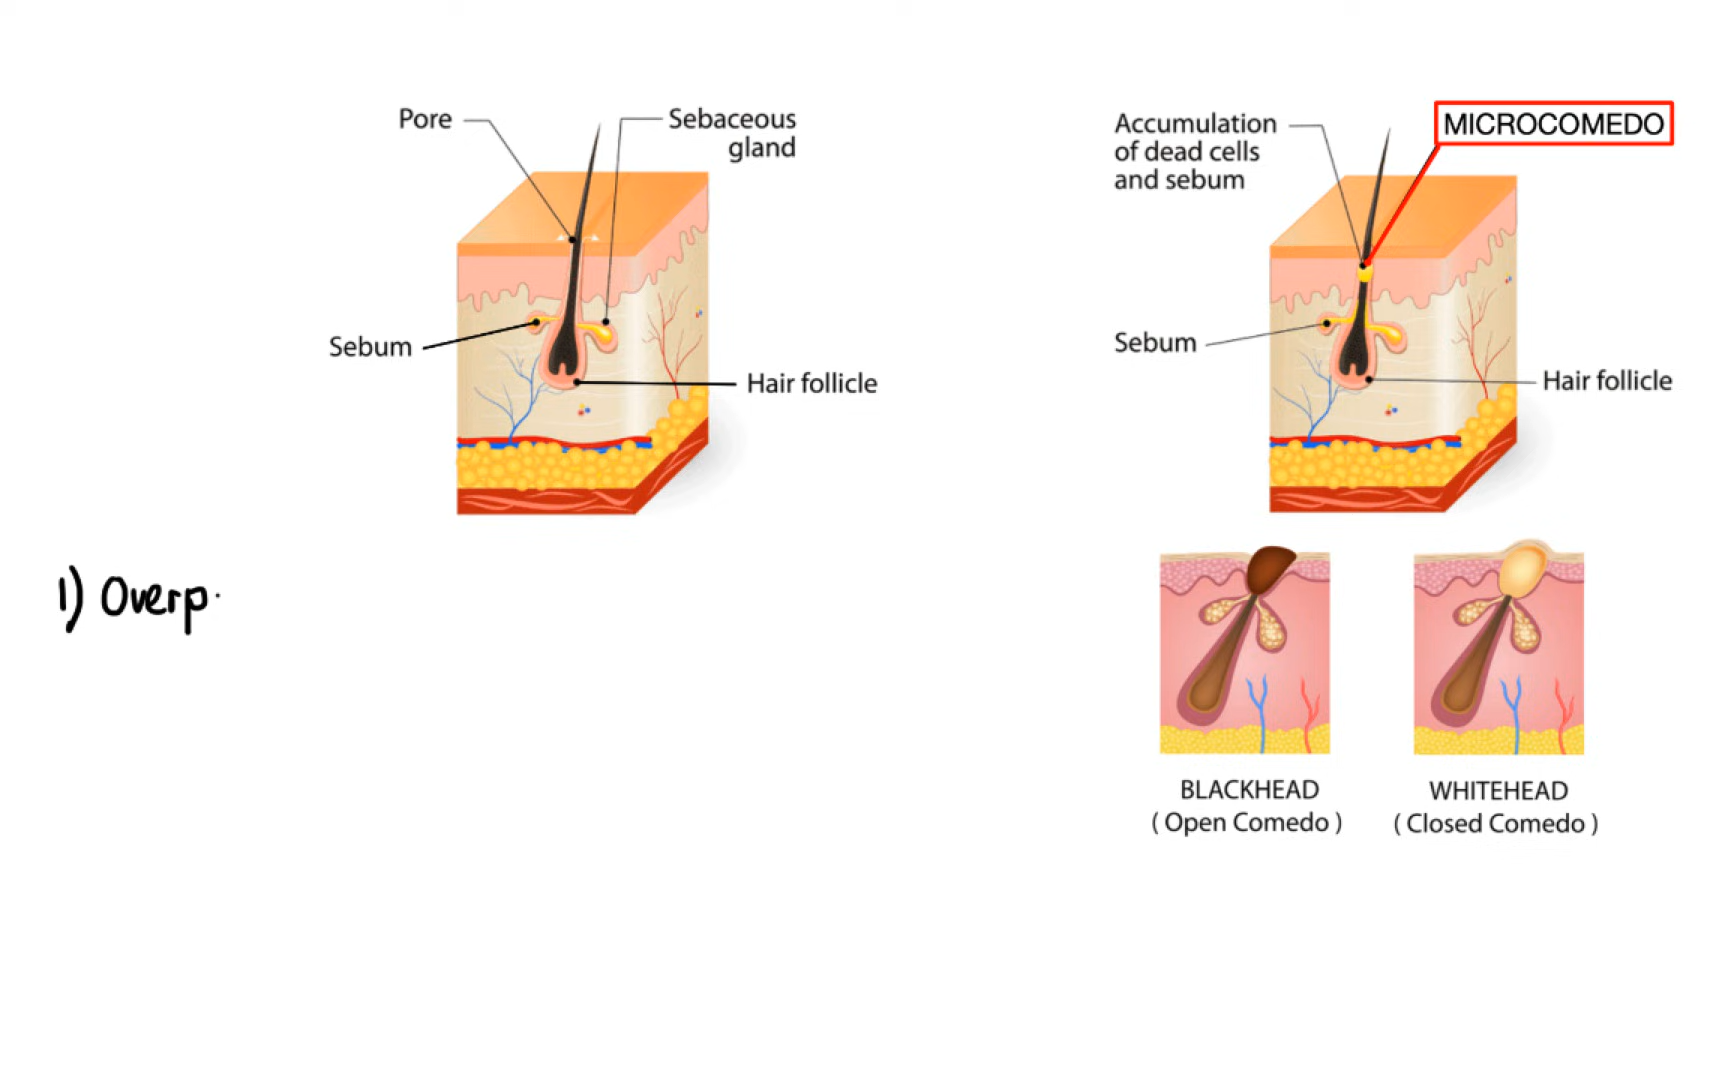 Pore
Sebaceous
gland
Sebum
Hair follicle
Accumulation
of dead cells
and sebum
MICROCOMEDO
Sebum
Hair follicle
1) Overp
BLACKHEAD
( Open Comedo )
WHITEHEAD
( Closed Comedo )